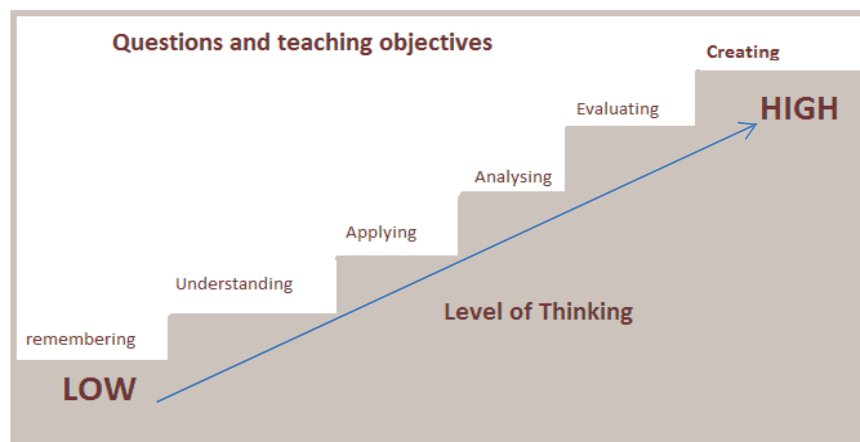 Questions and teaching objectives
Creating
HIGH
Evaluating
Analysing
Applying
Understanding
Level of Thinking
remembering
LOW